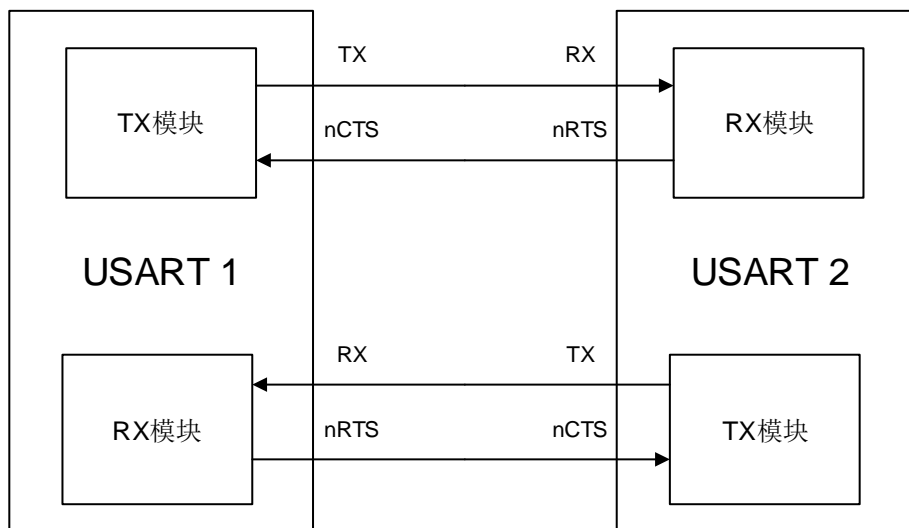 TX RX
TX模块 RX模块
nCTS nRTS
USART 1 USART 2
RX TX
RX模块 TX模块
nRTS nCTS